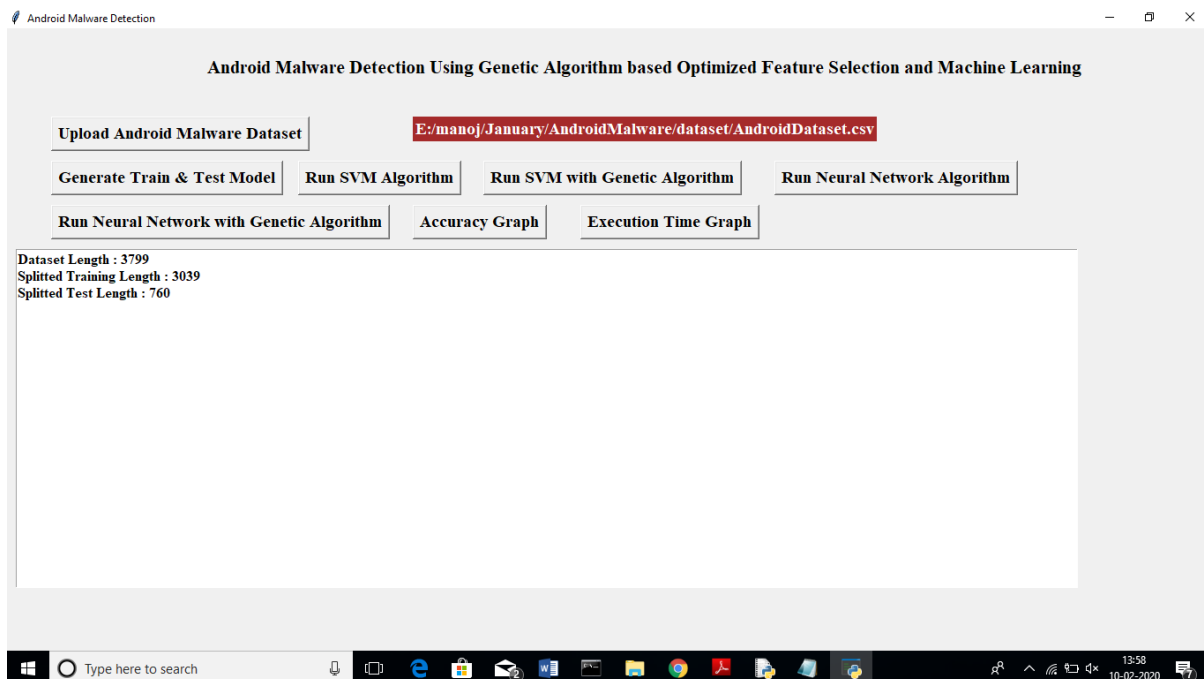 Android Malware Detection
Android Malware Detection Using Genetic Algorithm based Optimized Feature Selection and Machine Learning
Upload Android Malware Dataset
E:/manoj/January/AndroidMalware/dataset/AndroidDataset.csv
Generate Train & Test Model
Run SVM Algorithm
Run SVM with Genetic Algorithm
Run Neural Network Algorithm
Run Neural Network with Genetic Algorithm
Accuracy Graph
Execution Time Graph
Dataset Length : 3799
Splitted Training Length : 3039
Splitted Test Length : 760
Type here to search
13:58
10-02-2020